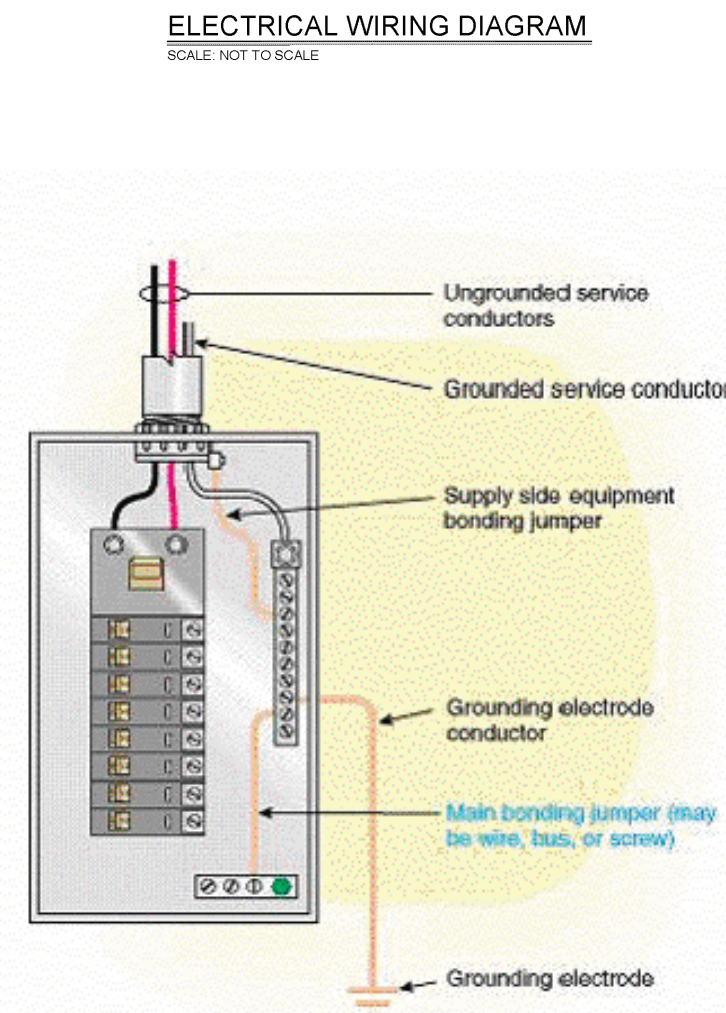 ELECTRICAL WIRING DIAGRAM
SCALE: NOT TO SCALE
Ungrounded service
conductors
Grounded service conductor
Supply side equipment
bonding jumper
Grounding electrode
conductor
Main bonding jumper (may
be wire, bus, or screw)
Grounding electrode